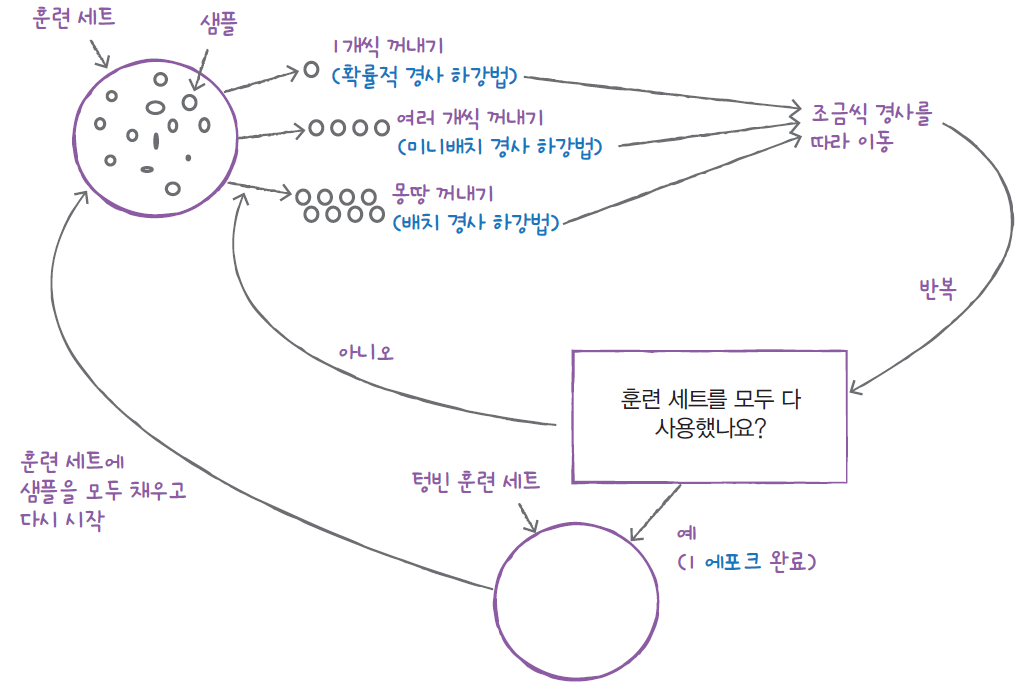 훈련 세트
샘플
1개씩 꺼내기
(확률적 경사 하강법)
여러 개씩 꺼내기
(미니배치 경사 하강법)
몽땅 꺼내기
(배치 경사 하강법)
조금씩 경사를
따라 이동
반복
아니오
훈련 세트를 모두 다
사용했나요?
훈련 세트에
샘플을 모두 채우고
다시 시작
텅빈 훈련 세트
예
(1 에포크 완료)